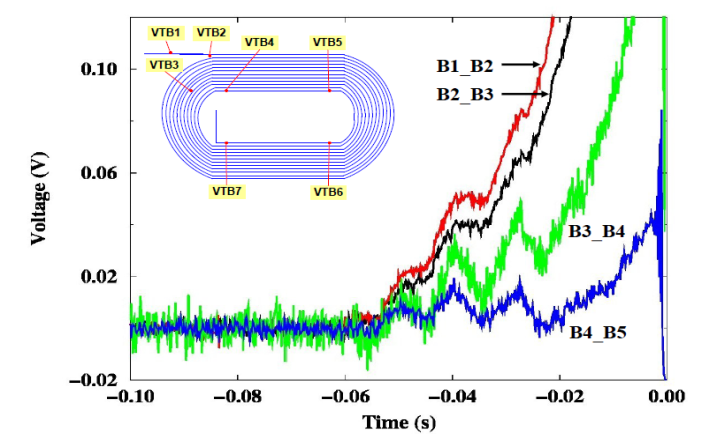 VTB1 VTB2 VTB4 VTB5
VTB3
VTB7 VTB6
B1_B2
B2_B3
B3_B4
B4_B5
0.10
0.06
0.02
−0.02
Voltage (V)
−0.10 −0.08 −0.06 −0.04 −0.02 0.00
Time (s)